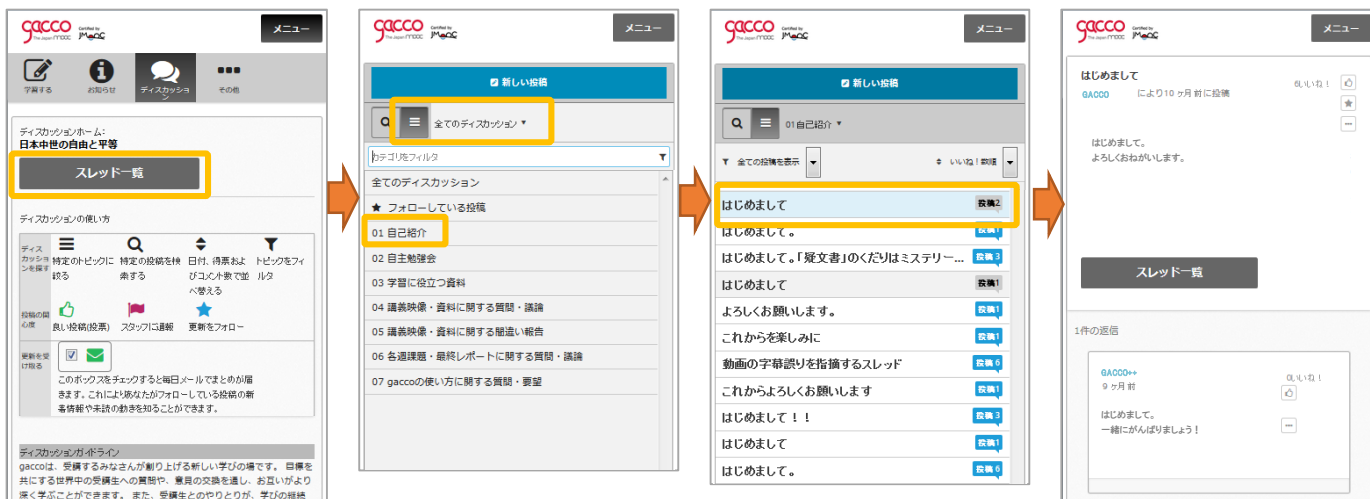 gacco
The Japan MOOC
Certified by
JMOOC
メニュー
学習する
お知らせ
ディスカッション
その他
ディスカッションホーム:
日本中世の自由と平等
スレッド一覧
ディスカッションの使い方
ディスカッションを探す
特定のトピックに絞る
特定の投稿を検索する
日付、得票およびコメント数で並べ替える
トピックをフィルタ
投稿の関心度
良い投稿(投票)
スタッフに通報
更新をフォロー
更新を受け取る
このボックスをチェックすると毎日メールでまとめが届
きます。これによりあなたがフォローしている投稿の新
着情報や未読の動きを知ることができます。
ディスカッションガイドライン
gaccoは、受講するみなさんが創り上げる新しい学びの場です。 目標を
共にする世界中の受講生への質問や、意見の交換を通し、お互いがより
深く学ぶことができます。 また、受講生とのやりとりが、学びの継続
gacco
The Japan MOOC
Certified by
JMOOC
メニュー
新しい投稿
全てのディスカッション ▼
カテゴリをフィルタ
全てのディスカッション
★ フォローしている投稿
01 自己紹介
02 自主勉強会
03 学習に役立つ資料
04 講義映像・資料に関する質問・議論
05 講義映像・資料に関する間違い報告
06 各週課題・最終レポートに関する質問・議論
07 gaccoの使い方に関する質問・要望
gacco
The Japan MOOC
Certified by
JMOOC
メニュー
新しい投稿
01 自己紹介 ▼
全ての投稿を表示
いいね！数順
はじめまして 投稿2
はじめまして。 投稿1
はじめまして。「疑文書」のくだりはミステリー... 投稿3
はじめまして 投稿1
よろしくお願いします。 投稿1
これからを楽しみに 投稿1
動画の字幕誤りを指摘するスレッド 投稿6
これからよろしくお願いします 投稿1
はじめまして！！ 投稿3
はじめまして 投稿1
はじめまして。 投稿6
gacco
The Japan MOOC
Certified by
JMOOC
メニュー
はじめまして
GACCO により10 ヶ月前に投稿
0いいね！
はじめまして。
よろしくおねがいします。
スレッド一覧
1件の返信
GACCO++
9 ヶ月前
0いいね！
はじめまして。
一緒にがんばりましょう！